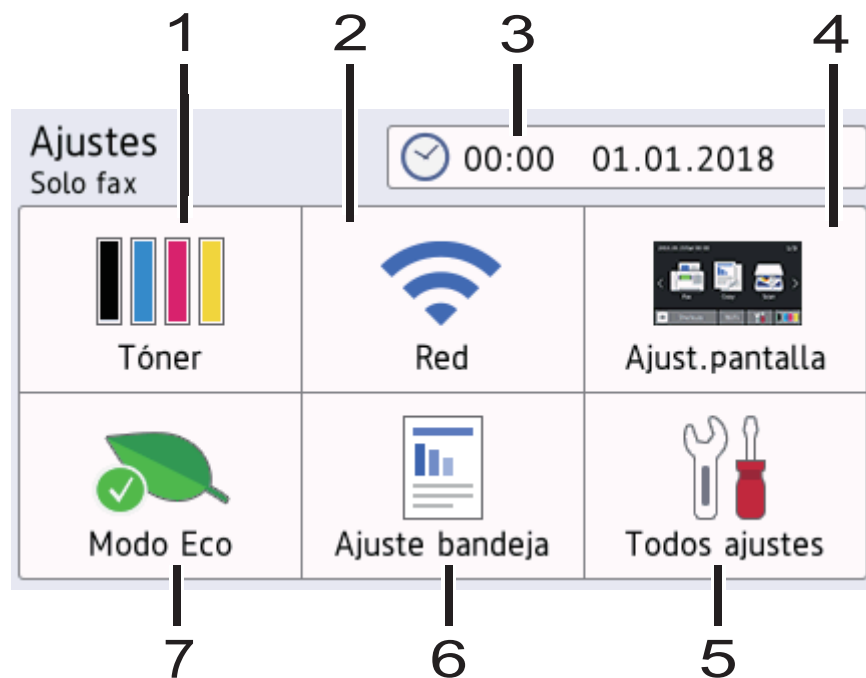 1 2 3 4
Ajustes
Solo fax
00:00 01.01.2018
Tóner Red Ajust.pantalla
Modo Eco Ajuste bandeja Todos ajustes
7 6 5